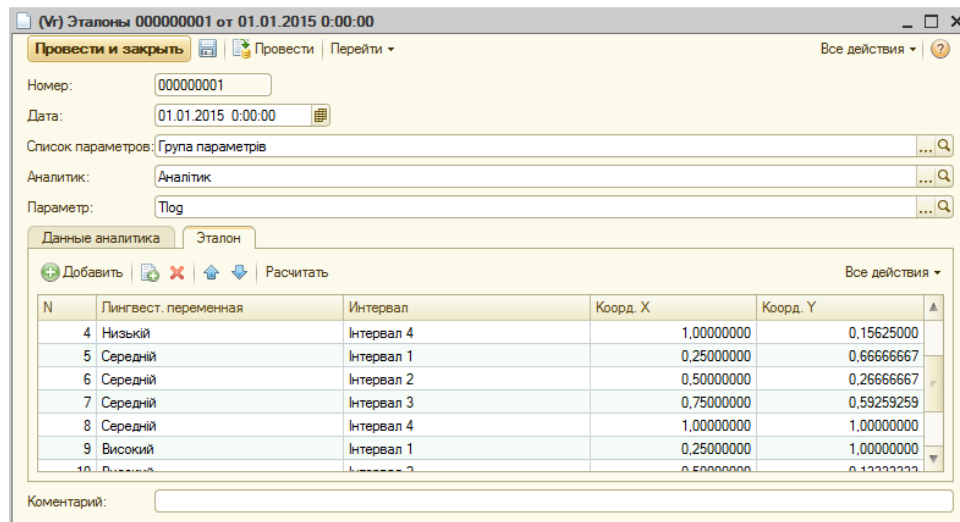 (Vr) Эталоны 000000001 от 01.01.2015 0:00:00
Провести и закрыть Провести Перейти Все действия ?
Номер: 000000001
Дата: 01.01.2015 0:00:00
Список параметров: Група параметрів ...
Аналитик: Аналітик ...
Параметр: Tlog ...
Данные аналитика Эталон
Добавить Расчитать Все действия
N Лингвест. переменная Интервал Коорд. X Коорд. Y
4 Низькій Інтервал 4 1,00000000 0,15625000
5 Середній Інтервал 1 0,25000000 0,66666667
6 Середній Інтервал 2 0,50000000 0,26666667
7 Середній Інтервал 3 0,75000000 0,59259259
8 Середній Інтервал 4 1,00000000 1,00000000
9 Високий Інтервал 1 0,25000000 1,00000000
10 0,50000000
Коментарий: